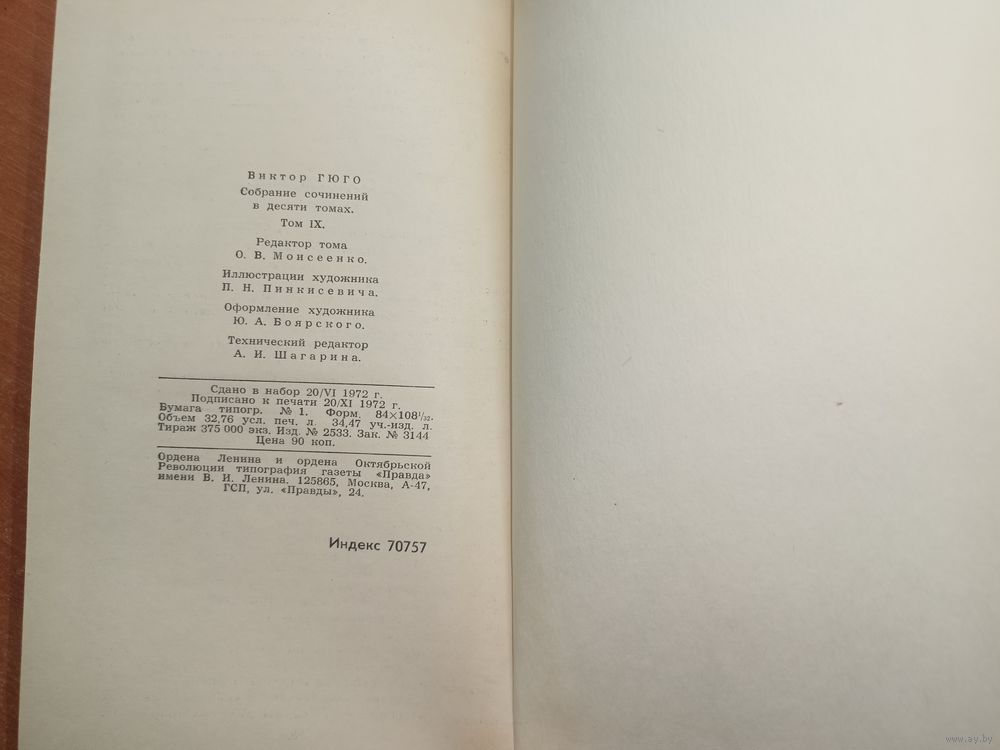 Виктор ГЮГО
Собрание сочинений
в десяти томах.
Том IX.
Редактор тома
О. В. Моисеенко.
Иллюстрации художника
П. Н. Пинкисевича.
Оформление художника
Ю. А. Боярского.
Технический редактор
А. И. Шагарина.
Сдано в набор 20/VI 1972 г.
Подписано к печати 20/XI 1972 г.
Бумага типогр. № 1. Форм. 84×108¹/₃₂.
Объем 32,76 усл. печ. л. 34,47 уч.-изд. л.
Тираж 375 000 экз. Изд. № 2533. Зак. № 3144
Цена 90 коп.
Ордена Ленина и ордена Октябрьской
Революции типография газеты «Правда»
имени В. И. Ленина. 125865, Москва, А-47,
ГСП, ул. «Правды», 24.
Индекс 70757
www.ay.by